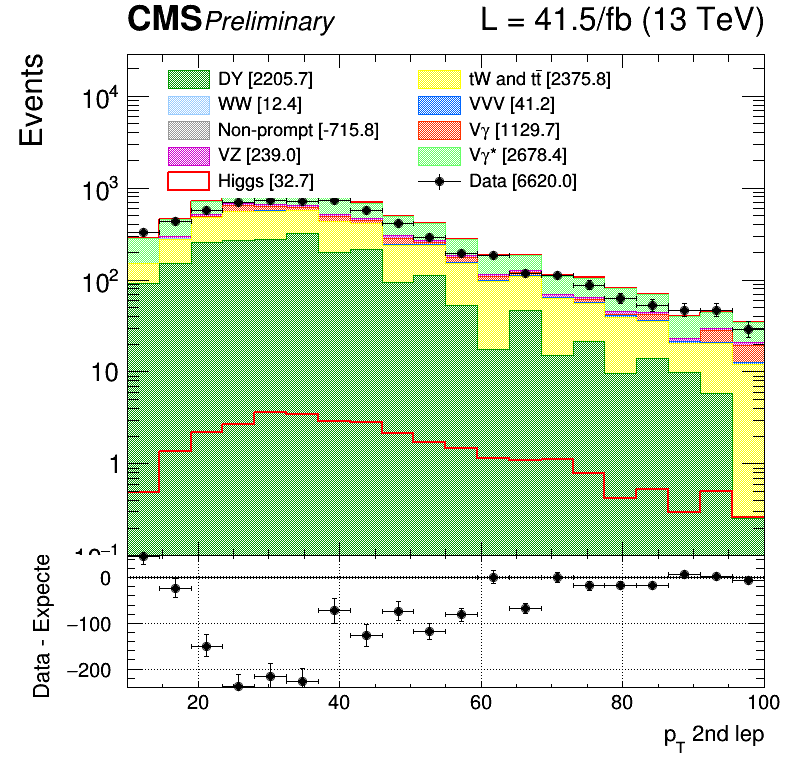 CMS Preliminary L = 41.5/fb (13 TeV)
Events
DY [2205.7] tW and tt̄ [2375.8]
WW [12.4] VVV [41.2]
Non-prompt [-715.8] Vγ [1129.7]
VZ [239.0] Vγ* [2678.4]
Higgs [32.7] Data [6620.0]
10⁴
10³
10²
10
1
10⁻¹
Data - Expecte
0
−100
−200
20 40 60 80 100
p_T 2nd lep